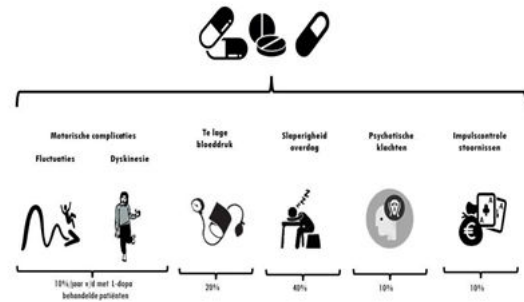 Motorische complicaties
Fluctuaties
Dyskinesie
Te lage
bloeddruk
Slaperigheid
overdag
Psychotische
klachten
Impulscontrole
stoornissen
10%/jaar v/d met L-dopa
behandelde patiënten
20%
40%
10%
10%